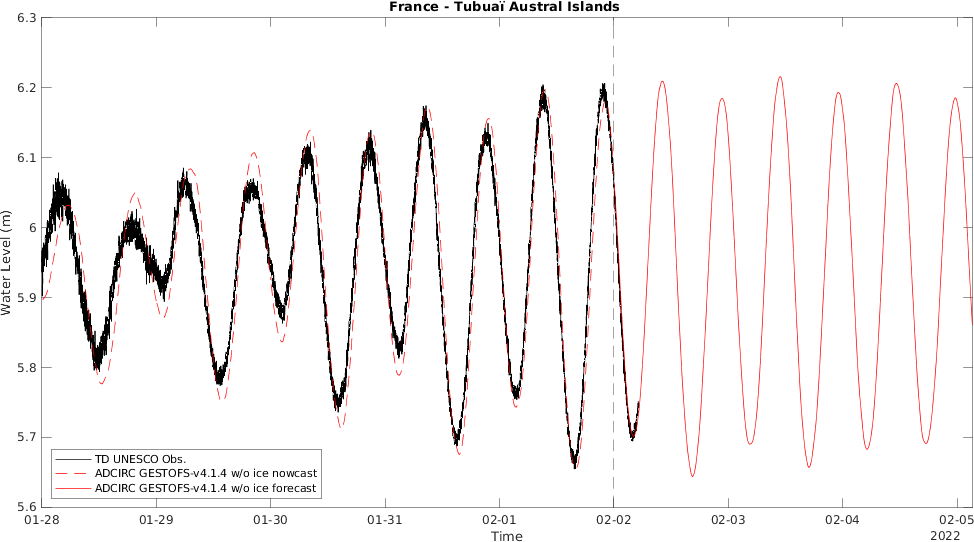 France - Tubuaï Austral Islands
6.3
6.2
6.1
6
5.9
5.8
5.7
5.6
Water Level (m)
TD UNESCO Obs.
ADCIRC GESTOFS-v4.1.4 w/o ice nowcast
ADCIRC GESTOFS-v4.1.4 w/o ice forecast
01-28 01-29 01-30 01-31 02-01 02-02 02-03 02-04 02-05
Time
2022